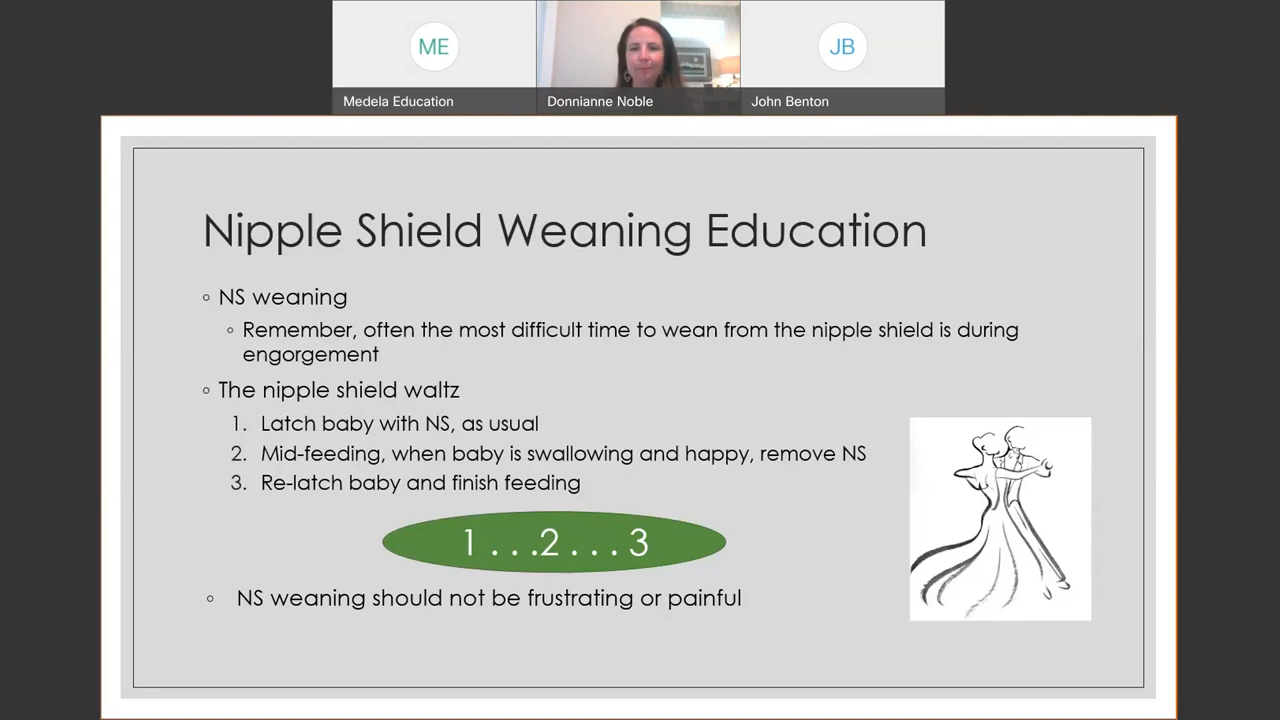 ME
JB
Medela Education
Donnianne Noble
John Benton
Nipple Shield Weaning Education
◦ NS weaning
◦ Remember, often the most difficult time to wean from the nipple shield is during
engorgement
◦ The nipple shield waltz
1. Latch baby with NS, as usual
2. Mid-feeding, when baby is swallowing and happy, remove NS
3. Re-latch baby and finish feeding
1 . . .2 . . . 3
◦ NS weaning should not be frustrating or painful